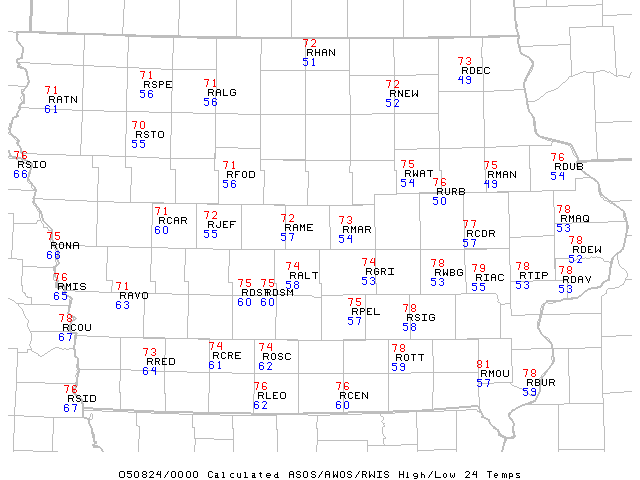 72
RHAN
51
73
RDEC
49
71
RSPE
56
71
RALG
56
72
RNEW
52
71
RATN
61
70
RSTO
55
76
RSIO
66
71
RFOD
56
75
RWAT
54
75
RMAN
49
76
RDUB
54
76
RURB
50
71
RCAR
60
72
RJEF
55
72
RAME
57
73
RMAR
54
77
RCDR
57
78
RMAQ
53
75
RONA
66
78
RDEW
52
76
RMIS
65
71
RAVO
63
75
RDST
60
75
RDSM
60
74
RALT
58
74
RGRI
53
78
RWBG
53
79
RIAC
55
78
RTIP
53
78
RDAV
53
78
RCOU
67
75
RPEL
57
78
RSIG
58
73
RRED
64
74
RCRE
61
74
ROSC
62
78
ROTT
59
81
RMOU
57
78
RBUR
59
76
RSID
67
76
RLEO
62
76
RCEN
60
050824/0000 Calculated ASOS/AWOS/RWIS High/Low 24 Temps